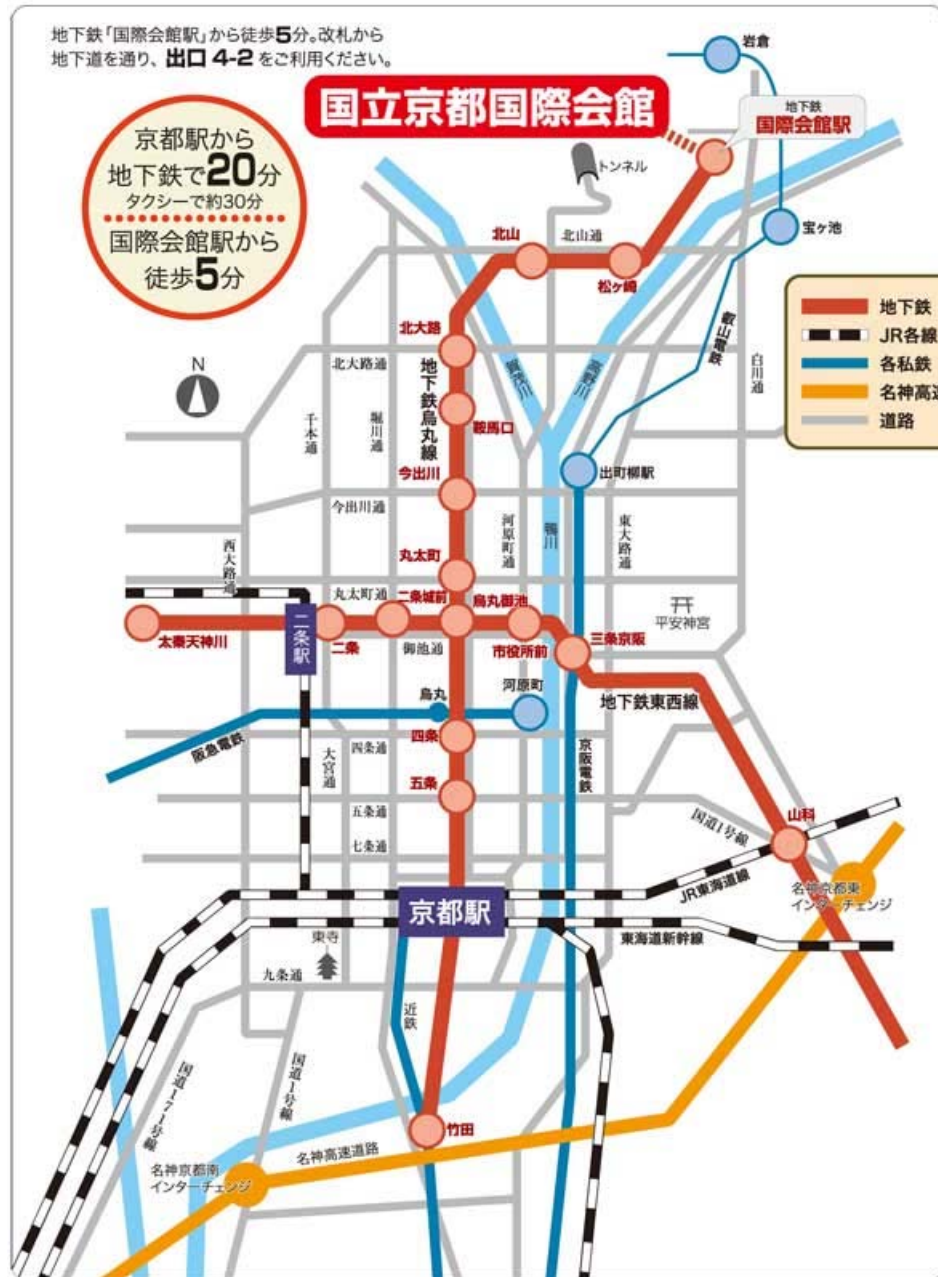 地下鉄「国際会館駅」から徒歩5分。改札から
地下道を通り、出口 4-2 をご利用ください。
国立京都国際会館
京都駅から
地下鉄で20分
タクシーで約30分
国際会館駅から
徒歩5分
岩倉
地下鉄
国際会館駅
トンネル
宝ヶ池
北山
北山通
松ヶ崎
地下鉄
JR各線
各私鉄
名神高速
道路
叡山電鉄
白川通
N
北大路
北大路通
地下鉄烏丸線
賀茂川
高野川
千本通
堀川通
鞍馬口
今出川
今出川通
出町柳駅
河原町通
鴨川
東大路通
西大路通
丸太町
丸太町通
二条城前
烏丸御池
平安神宮
太秦天神川
二条駅
二条
御池通
市役所前
三条京阪
地下鉄東西線
烏丸
河原町
阪急電鉄
四条
四条通
大宮通
京阪電鉄
五条
五条通
七条通
国道1号線
山科
JR東海道線
名神京都東
インターチェンジ
京都駅
東海道新幹線
東寺
九条通
近鉄
国道171号線
国道1号線
竹田
名神高速道路
名神京都南
インターチェンジ